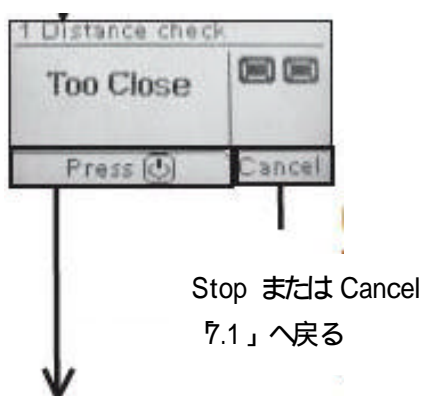 1 Distance check
Too Close
Press
Cancel
Stop または Cancel
「7.1」へ戻る